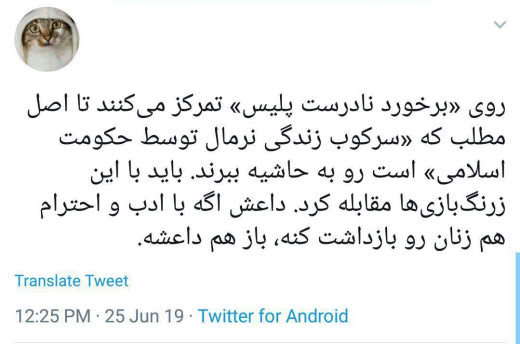 روی «برخورد نادرست پلیس» تمرکز می‌کنند تا اصل
مطلب که «سرکوب زندگی نرمال توسط حکومت
اسلامی» است رو به حاشیه ببرند. باید با این
زرنگ‌بازی‌ها مقابله کرد. داعش اگه با ادب و احترام
هم زنان رو بازداشت کنه، باز هم داعشه.
Translate Tweet
12:25 PM · 25 Jun 19 · Twitter for Android